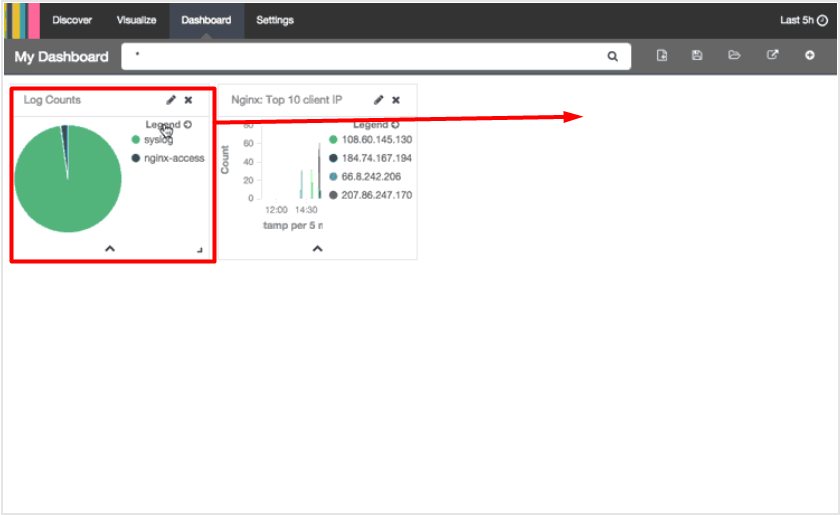 Discover Visualize Dashboard Settings Last 5h
My Dashboard *
Log Counts
Legend
syslog
nginx-access
Nginx: Top 10 client IP
Legend
108.60.145.130
184.74.167.194
66.8.242.206
207.86.247.170
Count
80
60
40
20
0
12:00 14:30
tamp per 5 m